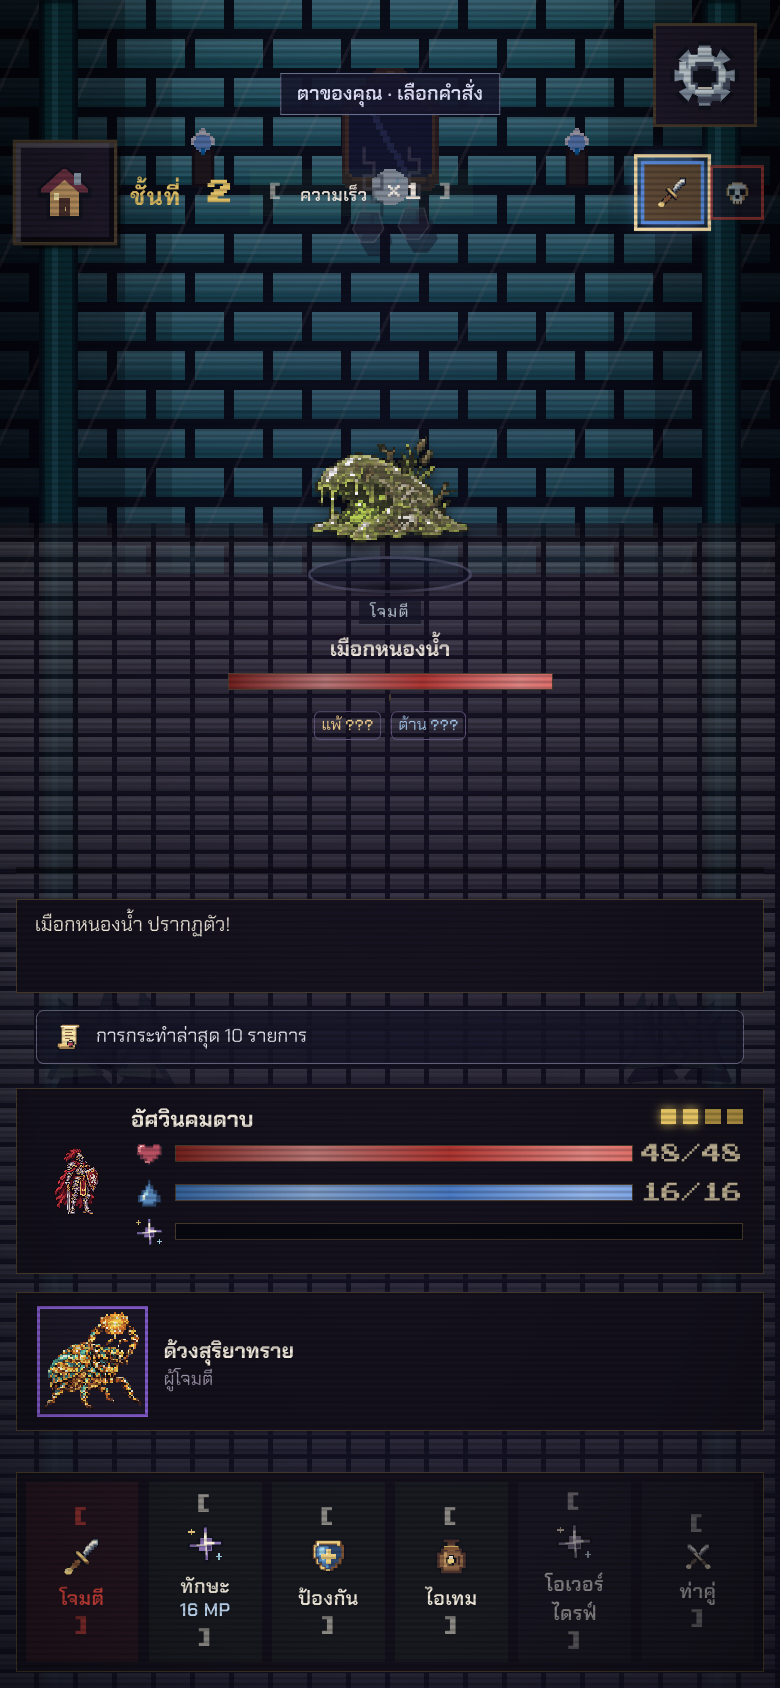 ตาของคุณ · เลือกคำสั่ง
ชั้นที่ 2 [ ความเร็ว ×1 ]
โจมตี
เมือกหนองน้ำ
แพ้ ??? ต้าน ???
เมือกหนองน้ำ ปรากฏตัว!
การกระทำล่าสุด 10 รายการ
อัศวินคมดาบ
48/48
16/16
ด้วงสุริยาทราย
ผู้โจมตี
[ โจมตี ]
[ ทักษะ 16 MP ]
[ ป้องกัน ]
[ ไอเทม ]
[ โอเวอร์ไดรฟ์ ]
[ ท่าคู่ ]